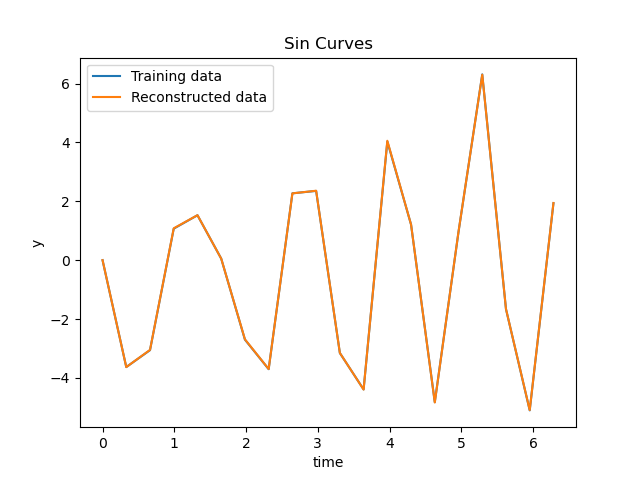 Sin Curves
Training data
Reconstructed data
6
4
2
0
−2
−4
y
0 1 2 3 4 5 6
time